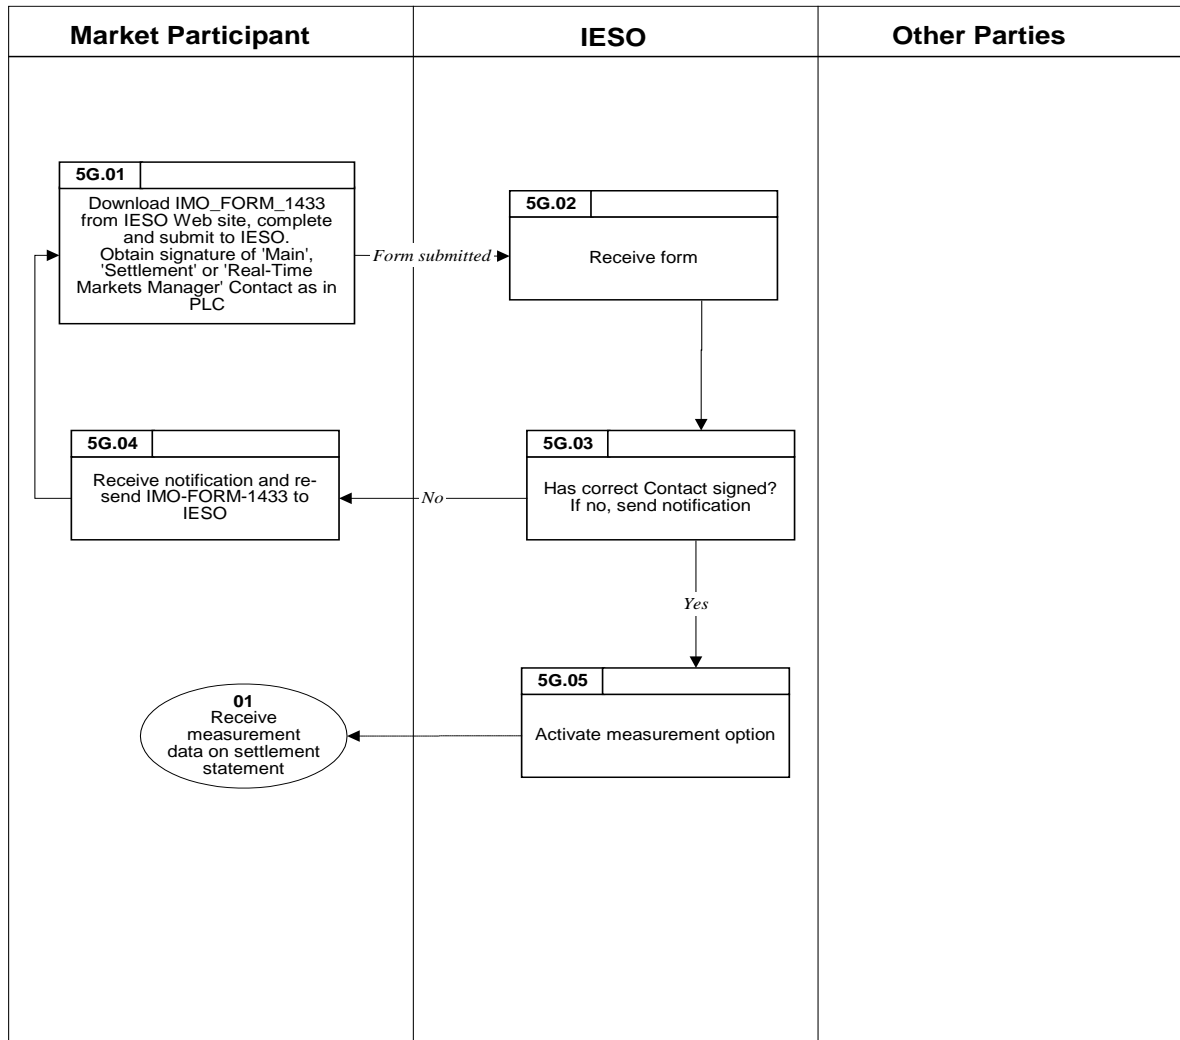 Market Participant
IESO
Other Parties
5G.01
Download IMO_FORM_1433
from IESO Web site, complete
and submit to IESO.
Obtain signature of 'Main',
'Settlement' or 'Real-Time
Markets Manager' Contact as in
PLC
Form submitted
5G.02
Receive form
5G.04
Receive notification and re-
send IMO-FORM-1433 to
IESO
No
5G.03
Has correct Contact signed?
If no, send notification
Yes
5G.05
Activate measurement option
01
Receive
measurement
data on settlement
statement